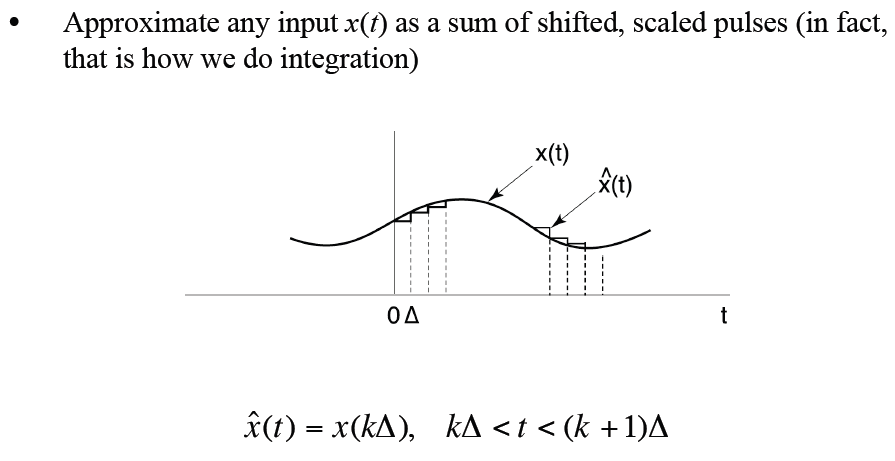 • Approximate any input x(t) as a sum of shifted, scaled pulses (in fact,
that is how we do integration)
x(t)
x̂(t)
0 Δ
t
x̂(t) = x(kΔ), kΔ < t < (k + 1)Δ